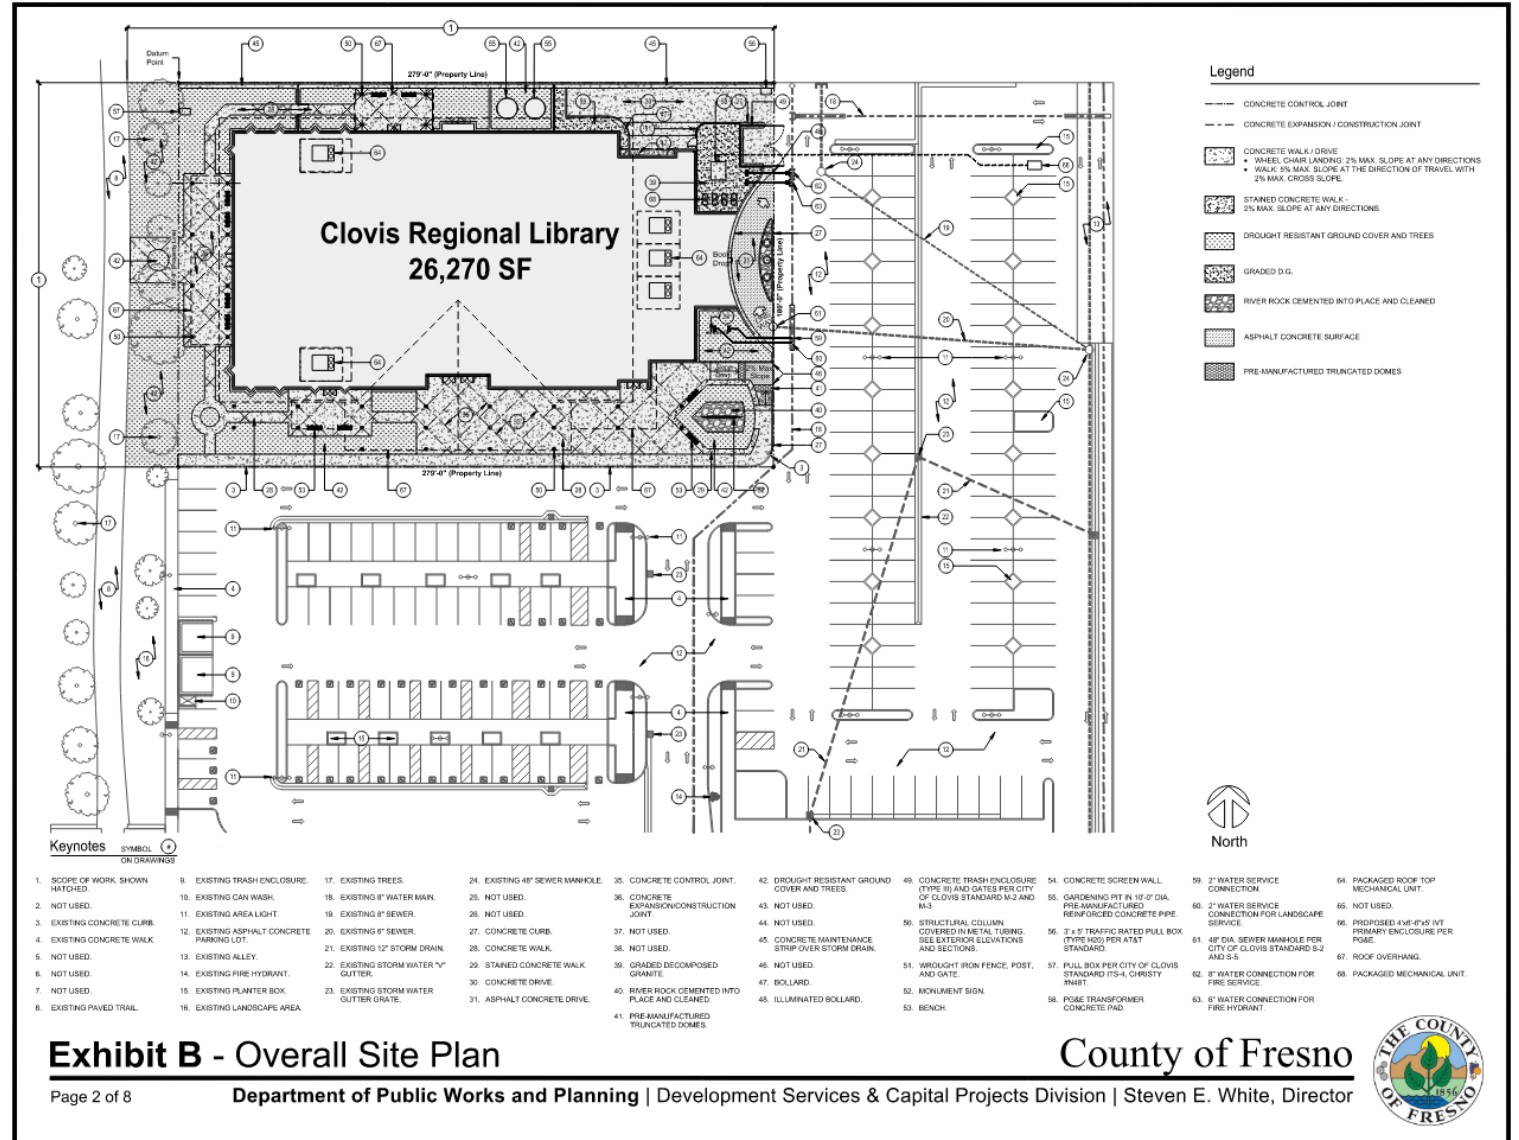 Datum
Point
279'-0" (Property Line)
Clovis Regional Library
26,270 SF
Book
Drop
180'-0" (Property Line)
2% Max
Slope
279'-0" (Property Line)
Legend
CONCRETE CONTROL JOINT
CONCRETE EXPANSION / CONSTRUCTION JOINT
CONCRETE WALK / DRIVE
• WHEEL CHAIR LANDING: 2% MAX. SLOPE AT ANY DIRECTIONS
• WALK: 5% MAX. SLOPE AT THE DIRECTION OF TRAVEL WITH
2% MAX. CROSS SLOPE.
STAINED CONCRETE WALK -
2% MAX. SLOPE AT ANY DIRECTIONS
DROUGHT RESISTANT GROUND COVER AND TREES
GRADED D.G.
RIVER ROCK CEMENTED INTO PLACE AND CLEANED
ASPHALT CONCRETE SURFACE
PRE-MANUFACTURED TRUNCATED DOMES
North
Keynotes
SYMBOL
ON DRAWINGS
1. SCOPE OF WORK. SHOWN
HATCHED.
2. NOT USED.
3. EXISTING CONCRETE CURB.
4. EXISTING CONCRETE WALK.
5. NOT USED.
6. NOT USED.
7. NOT USED.
8. EXISTING PAVED TRAIL.
9. EXISTING TRASH ENCLOSURE.
10. EXISTING CAN WASH.
11. EXISTING AREA LIGHT.
12. EXISTING ASPHALT CONCRETE
PARKING LOT.
13. EXISTING ALLEY.
14. EXISTING FIRE HYDRANT.
15. EXISTING PLANTER BOX.
16. EXISTING LANDSCAPE AREA.
17. EXISTING TREES.
18. EXISTING 8" WATER MAIN.
19. EXISTING 8" SEWER.
20. EXISTING 6" SEWER.
21. EXISTING 12" STORM DRAIN.
22. EXISTING STORM WATER "V"
GUTTER.
23. EXISTING STORM WATER
GUTTER GRATE.
24. EXISTING 48" SEWER MANHOLE.
25. NOT USED.
26. NOT USED.
27. CONCRETE CURB.
28. CONCRETE WALK.
29. STAINED CONCRETE WALK.
30. CONCRETE DRIVE.
31. ASPHALT CONCRETE DRIVE.
35. CONCRETE CONTROL JOINT.
36. CONCRETE
EXPANSION/CONSTRUCTION
JOINT.
37. NOT USED.
38. NOT USED.
39. GRADED DECOMPOSED
GRANITE.
40. RIVER ROCK CEMENTED INTO
PLACE AND CLEANED.
41. PRE-MANUFACTURED
TRUNCATED DOMES.
42. DROUGHT RESISTANT GROUND
COVER AND TREES.
43. NOT USED.
44. NOT USED.
45. CONCRETE MAINTENANCE
STRIP OVER STORM DRAIN.
46. NOT USED.
47. BOLLARD.
48. ILLUMINATED BOLLARD.
49. CONCRETE TRASH ENCLOSURE
(TYPE III) AND GATES PER CITY
OF CLOVIS STANDARD M-2 AND
M-3
50. STRUCTURAL COLUMN
COVERED IN METAL TUBING.
SEE EXTERIOR ELEVATIONS
AND SECTIONS.
51. WROUGHT IRON FENCE, POST,
AND GATE.
52. MONUMENT SIGN.
53. BENCH.
54. CONCRETE SCREEN WALL.
55. GARDENING PIT IN 10'-0" DIA.
PRE-MANUFACTURED
REINFORCED CONCRETE PIPE.
56. 3' x 5' TRAFFIC RATED PULL BOX
(TYPE H20) PER AT&T
STANDARD.
57. PULL BOX PER CITY OF CLOVIS
STANDARD ITS-4, CHRISTY
#N48T.
58. PG&E TRANSFORMER
CONCRETE PAD.
59. 2" WATER SERVICE
CONNECTION.
60. 2" WATER SERVICE
CONNECTION FOR LANDSCAPE
SERVICE.
61. 48" DIA. SEWER MANHOLE PER
CITY OF CLOVIS STANDARD S-2
AND S-5.
62. 8" WATER CONNECTION FOR
FIRE SERVICE.
63. 6" WATER CONNECTION FOR
FIRE HYDRANT.
64. PACKAGED ROOF TOP
MECHANICAL UNIT.
65. NOT USED.
66. PROPOSED 4'x6'-6"x5' IVT
PRIMARY ENCLOSURE PER
PG&E.
67. ROOF OVERHANG.
68. PACKAGED MECHANICAL UNIT.
Exhibit B - Overall Site Plan
County of Fresno
Page 2 of 8
Department of Public Works and Planning | Development Services & Capital Projects Division | Steven E. White, Director
THE COUNTY OF FRESNO
1856